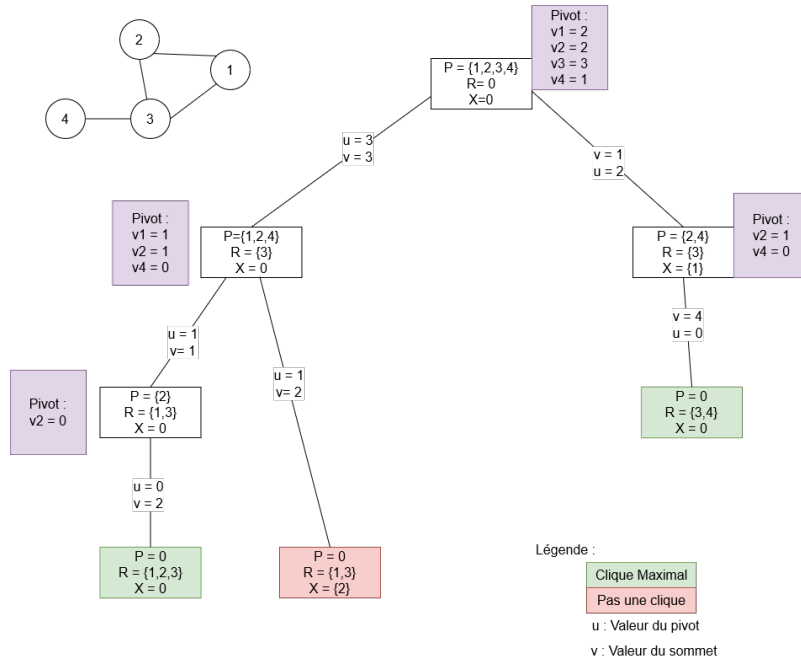 Pivot :
v1 = 2
v2 = 2
v3 = 3
v4 = 1
2
1
4
3
P = {1,2,3,4}
R= 0
X=0
u = 3
v = 3
v = 1
u = 2
Pivot :
v1 = 1
v2 = 1
v4 = 0
P={1,2,4}
R = {3}
X = 0
P = {2,4}
R = {3}
X = {1}
Pivot :
v2 = 1
v4 = 0
u = 1
v= 1
u = 1
v= 2
v = 4
u = 0
Pivot :
v2 = 0
P = {2}
R = {1,3}
X = 0
P = 0
R = {3,4}
X = 0
u = 0
v = 2
P = 0
R = {1,2,3}
X = 0
P = 0
R = {1,3}
X = {2}
Légende :
Clique Maximal
Pas une clique
u : Valeur du pivot
v : Valeur du sommet